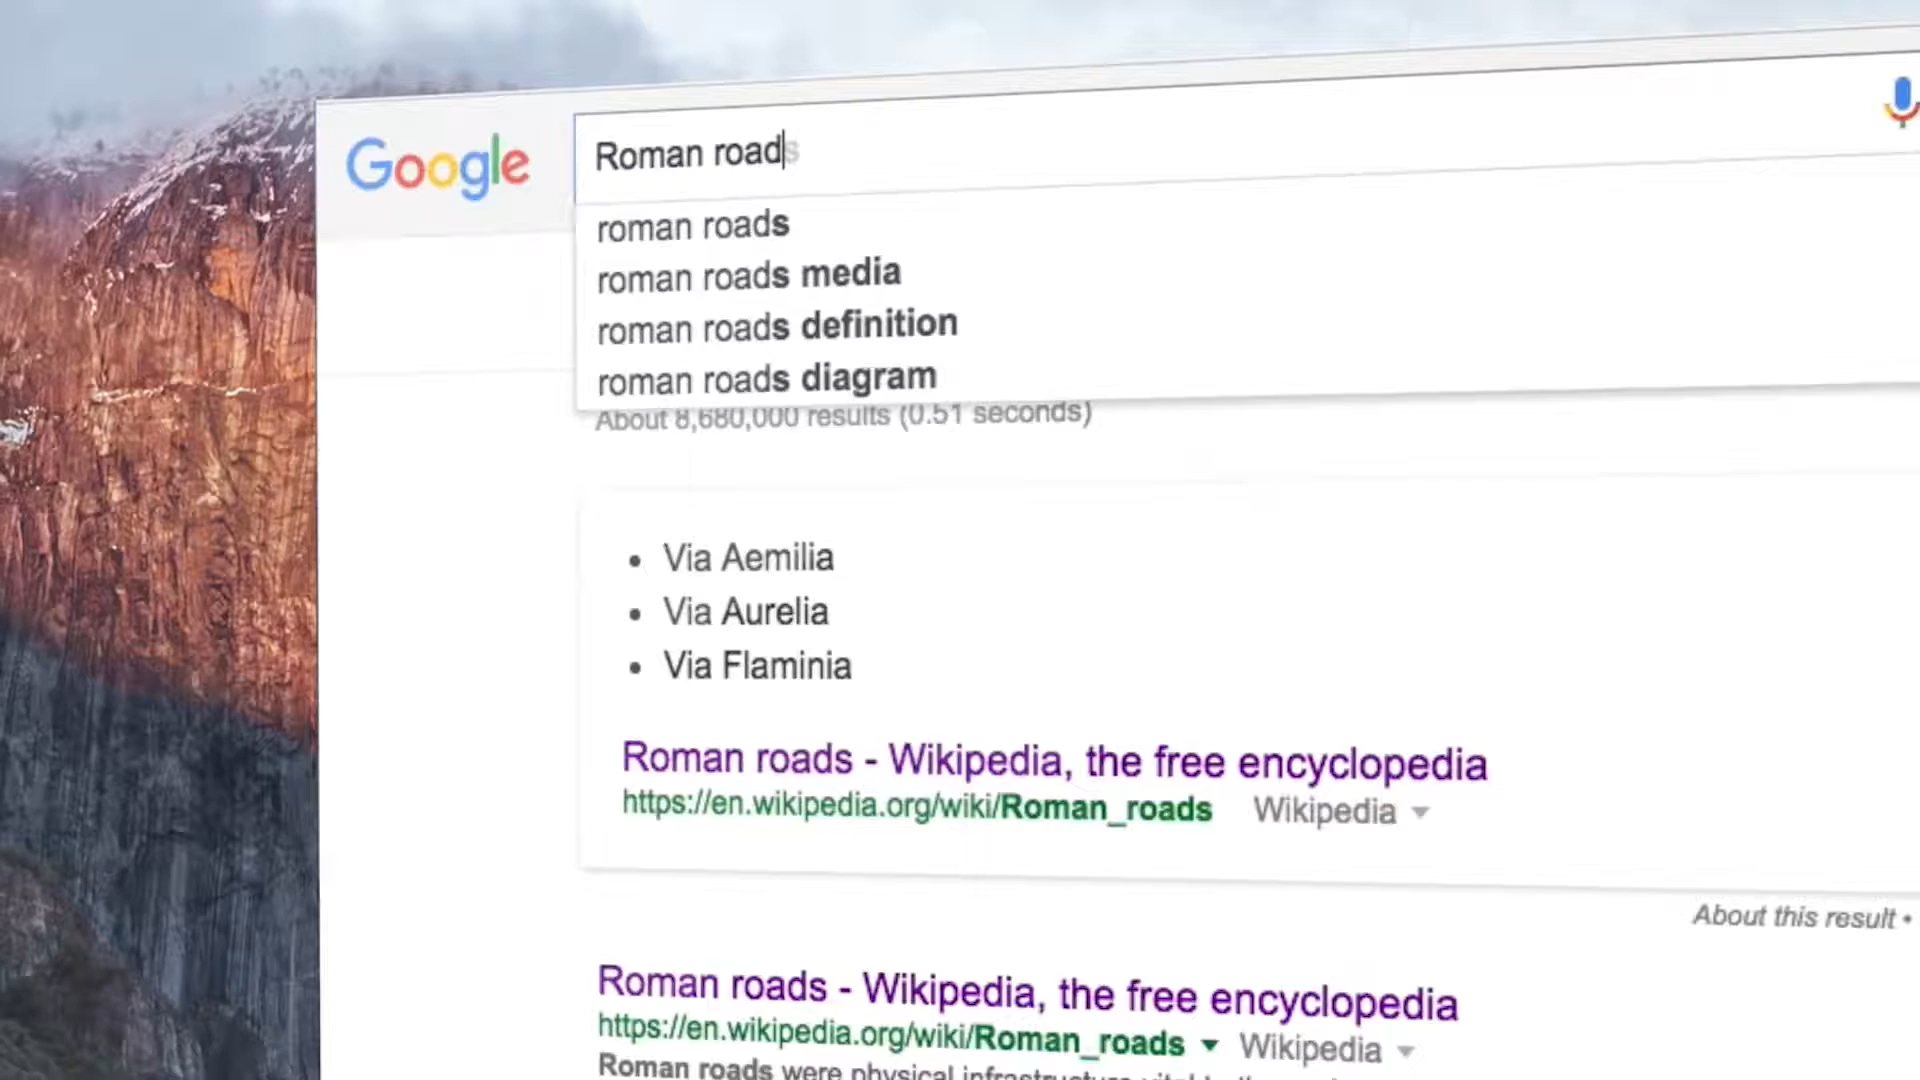 Google
Roman roads
roman roads
roman roads media
roman roads definition
roman roads diagram
About 8,680,000 results (0.51 seconds)
• Via Aemilia
• Via Aurelia
• Via Flaminia
Roman roads - Wikipedia, the free encyclopedia
https://en.wikipedia.org/wiki/Roman_roads Wikipedia
About this result •
Roman roads - Wikipedia, the free encyclopedia
https://en.wikipedia.org/wiki/Roman_roads Wikipedia
Roman roads were physical infrastructure